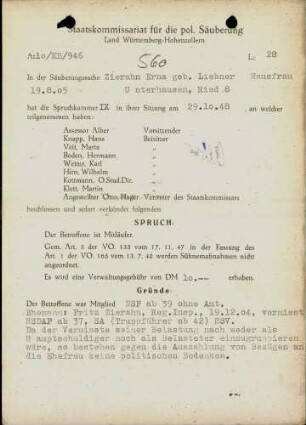 Staatskommissariat für die pol. Säuberung
Land Württemberg-Hohenzollern
A:10/KB/946
560
L: 28
In der Säuberungssache Zierahn Erna geb. Liebner Hausfrau
19.8.05 U nterhausen, Ried 8
hat die Spruchkammer IX in ihrer Sitzung am 29.10.48 , an welcher
teilgenommen haben:
Assessor Alber Vorsitzender
Knapp, Hans Beisitzer
Veit, Marta
Boden, Hermann
Weimar, Karl
Hirn, Wilhelm
Kottmann, O.Stud.Dir.
Klett Martin
Angestellter Otto Hager Vertreter des Staatskommissars
beschlossen und sofort verkündet folgenden
SPRUCH:
Der Betroffene ist Mitläufer.
Gem. Art. 5 der VO. 133 vom 17. 11. 47 in der Fassung des
Art. 1 der VO. 165 vom 13. 7. 48 werden Sühnemaßnahmen nicht
angeordnet.
Es wird eine Verwaltungsgebühr von DM 10.-- erhoben.
Gründe:
Der Betroffene war Mitglied NSF ab 39 ohne Amt.
Ehemann: Fritz Zierahn, Reg.Insp., 19.12.04, vermisst
NSDAP ab 37, SA (Truppführer ab 42) NSV.
Da der Vermisste seiner Belastung nach weder als
H auptschuldiger noch als Belasteter einzugruppieren
wäre, so bestehen gegen die Auszahlung von Bezügen an
die Ehefrau keine politischen Bedenken.